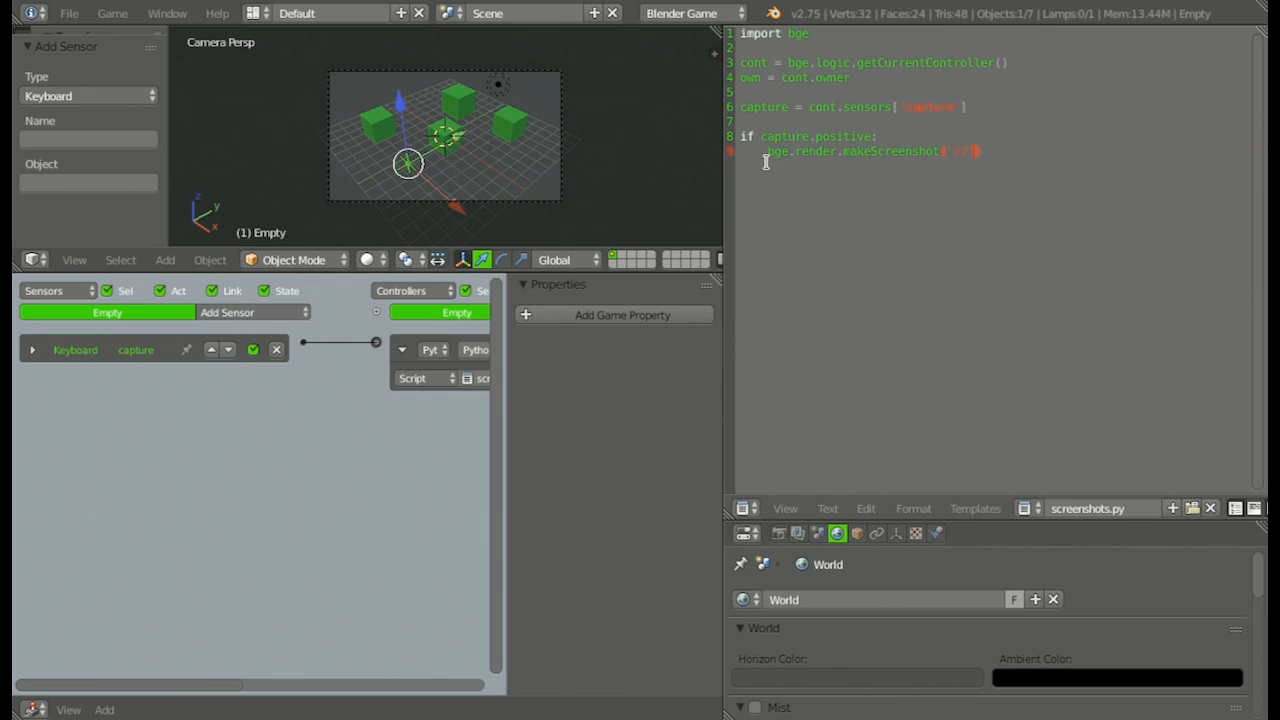 File Game Window Help Default Scene Blender Game v2.75 | Verts:32 | Faces:24 | Tris:48 | Objects:1/7 | Lamps:0/1 | Mem:13.44M | Empty
Add Sensor
Type
Keyboard
Name
Object
Camera Persp
z
y
x
(1) Empty
View Select Add Object Object Mode Global
1 import bge
2
3 cont = bge.logic.getCurrentController()
4 own = cont.owner
5
6 capture = cont.sensors['capture']
7
8 if capture.positive:
9 bge.render.makeScreenshot('//')
Sensors Sel Act Link State
Empty Add Sensor
Keyboard capture
Controllers Se
Empty
Pyt Pytho
Script scr
Properties
Add Game Property
View Add
View Text Edit Format Templates screenshots.py
World
World F
World
Horizon Color: Ambient Color:
Mist